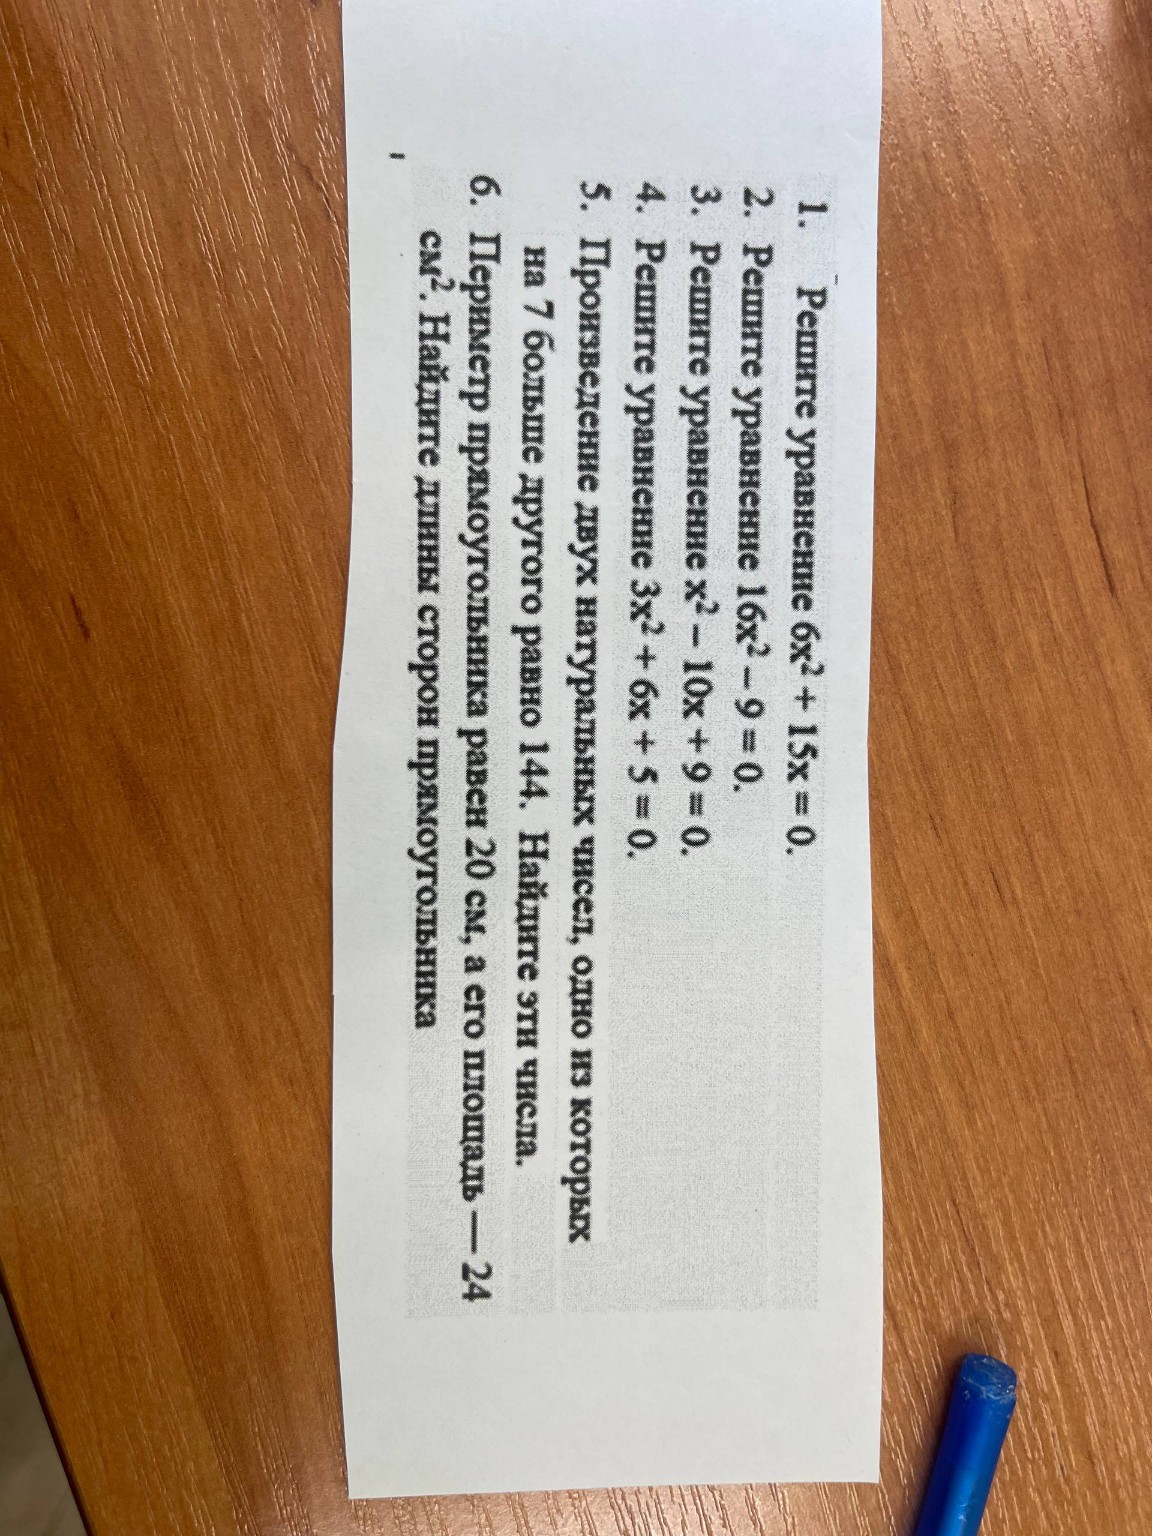 1. Решите уравнение 6x² + 15x = 0.
2. Решите уравнение 16x² – 9 = 0.
3. Решите уравнение x² – 10x + 9 = 0.
4. Решите уравнение 3x² + 6x + 5 = 0.
5. Произведение двух натуральных чисел, одно из которых
на 7 больше другого равно 144. Найдите эти числа.
6. Периметр прямоугольника равен 20 см, а его площадь — 24
см². Найдите длины сторон прямоугольника